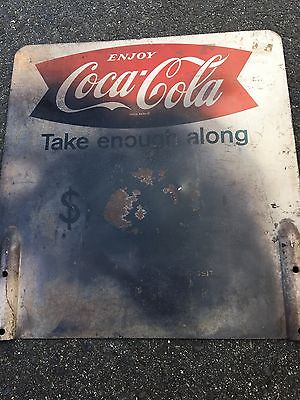 ENJOY
Coca-Cola
Take enough along
$